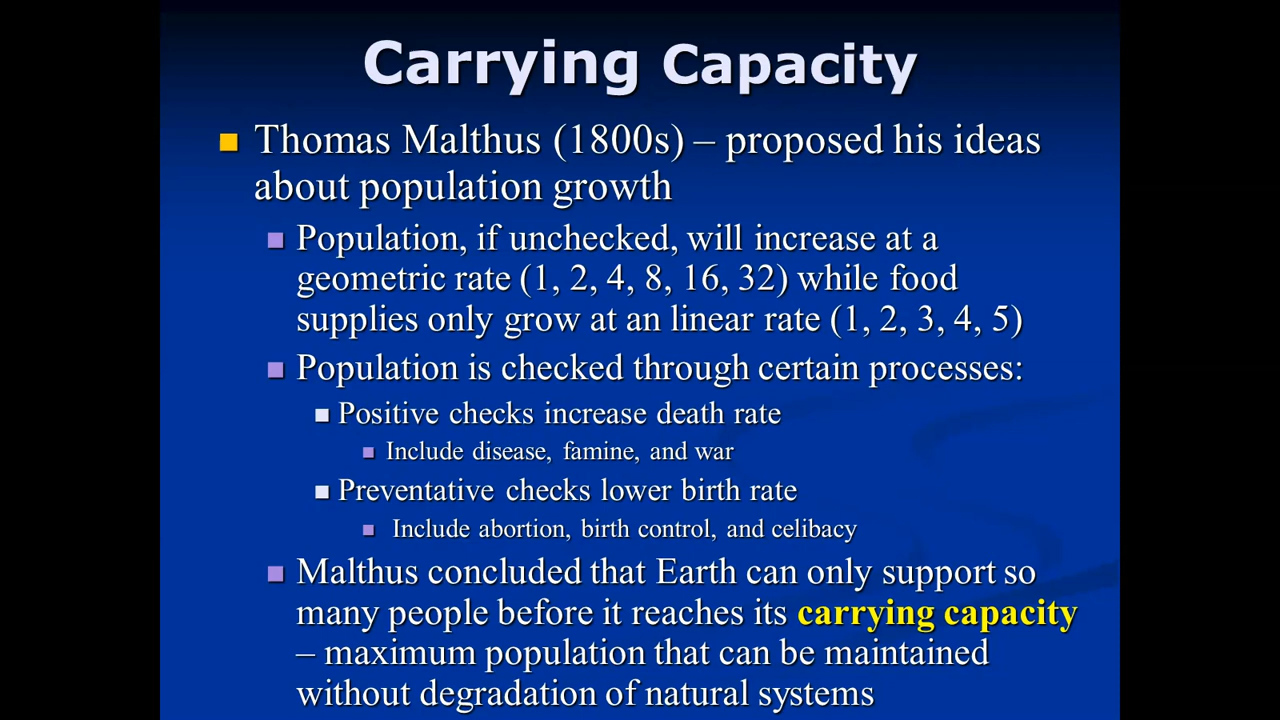 Carrying Capacity
Thomas Malthus (1800s) – proposed his ideas
about population growth
Population, if unchecked, will increase at a
geometric rate (1, 2, 4, 8, 16, 32) while food
supplies only grow at an linear rate (1, 2, 3, 4, 5)
Population is checked through certain processes:
Positive checks increase death rate
Include disease, famine, and war
Preventative checks lower birth rate
Include abortion, birth control, and celibacy
Malthus concluded that Earth can only support so
many people before it reaches its carrying capacity
– maximum population that can be maintained
without degradation of natural systems